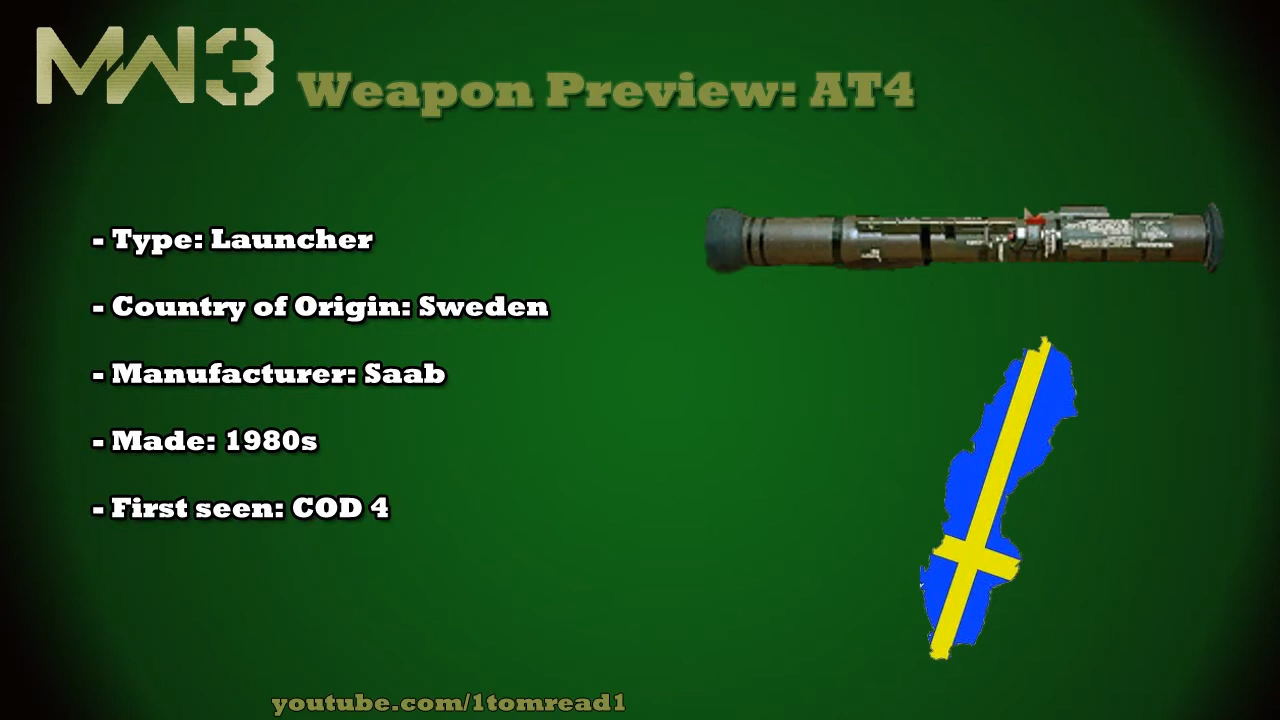 MW3
Weapon Preview: AT4
- Type: Launcher
- Country of Origin: Sweden
- Manufacturer: Saab
- Made: 1980s
- First seen: COD 4
youtube.com/1tomread1